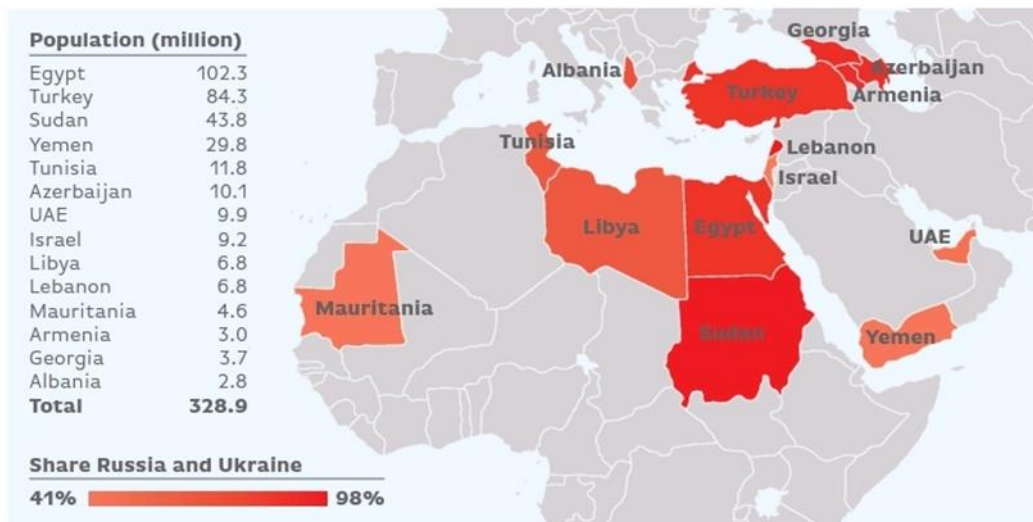 Population (million)
Egypt 102.3
Turkey 84.3
Sudan 43.8
Yemen 29.8
Tunisia 11.8
Azerbaijan 10.1
UAE 9.9
Israel 9.2
Libya 6.8
Lebanon 6.8
Mauritania 4.6
Armenia 3.0
Georgia 3.7
Albania 2.8
Total 328.9
Share Russia and Ukraine
41% 98%
Georgia
Albania
Azerbaijan
Turkey
Armenia
Tunisia
Lebanon
Israel
Libya
Egypt
UAE
Mauritania
Sudan
Yemen